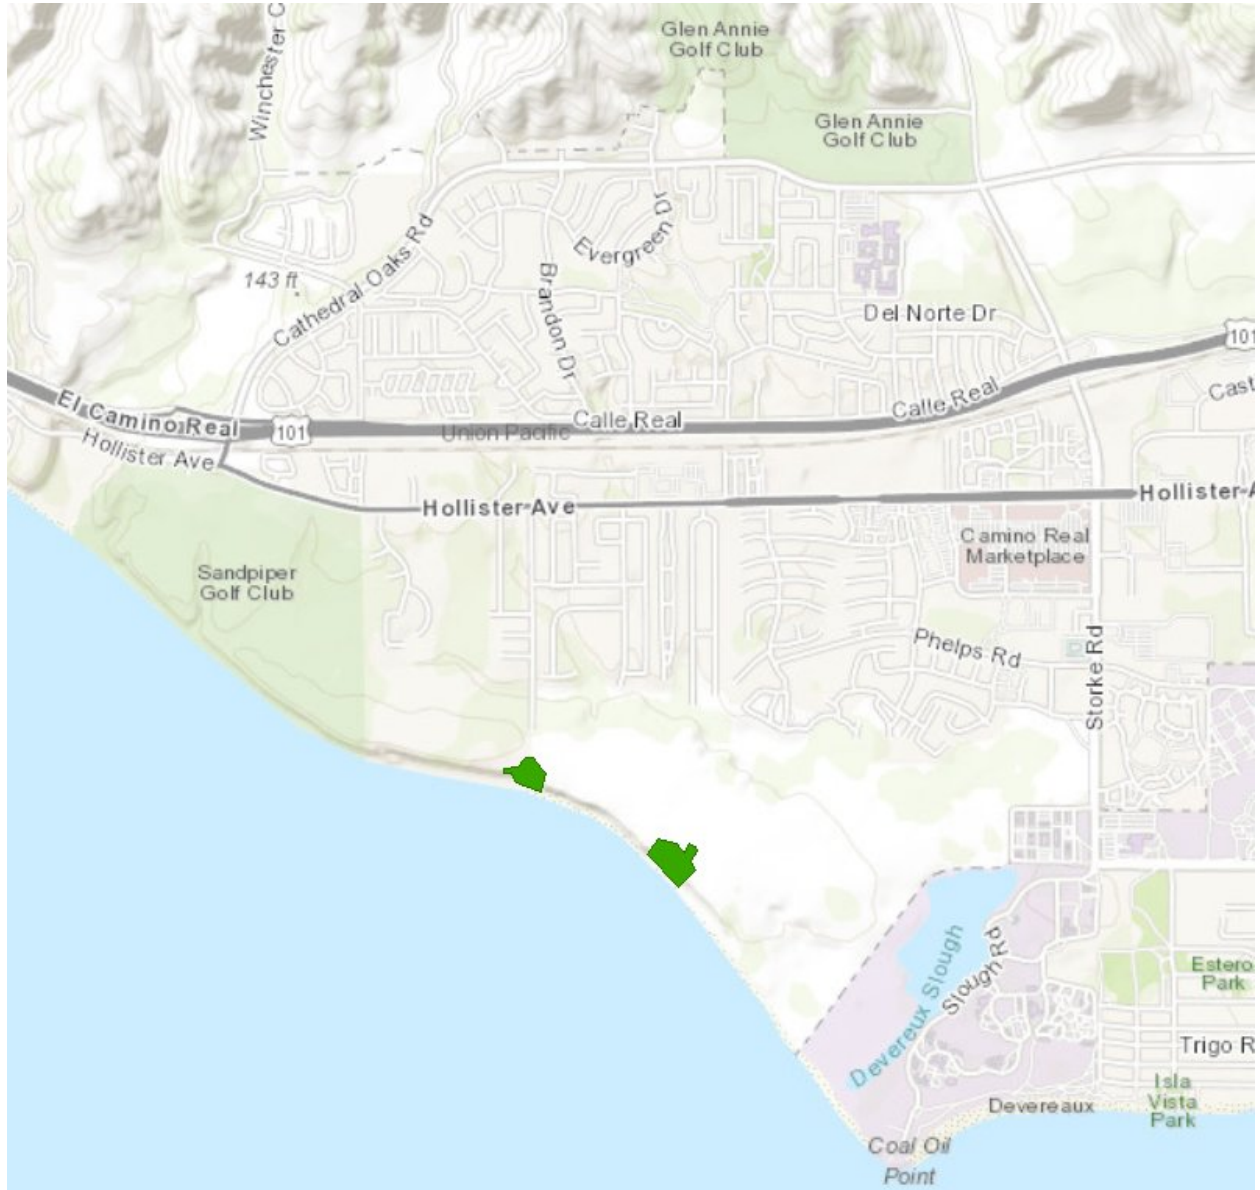 Glen Annie
Golf Club
Winchester C
Glen Annie
Golf Club
Evergreen Dr
Cathedral Oaks Rd
143 ft
Brandon Dr
Del Norte Dr
101
Cast
El Camino Real
101
Calle Real
Calle Real
Union Pacific
Hollister Ave
Hollister Ave
Hollister A
Camino Real
Marketplace
Sandpiper
Golf Club
Phelps Rd
Storke Rd
Devereux Slough
Slough Rd
Estero
Park
Trigo R
Isla
Vista
Park
Devereaux
Coal Oil
Point